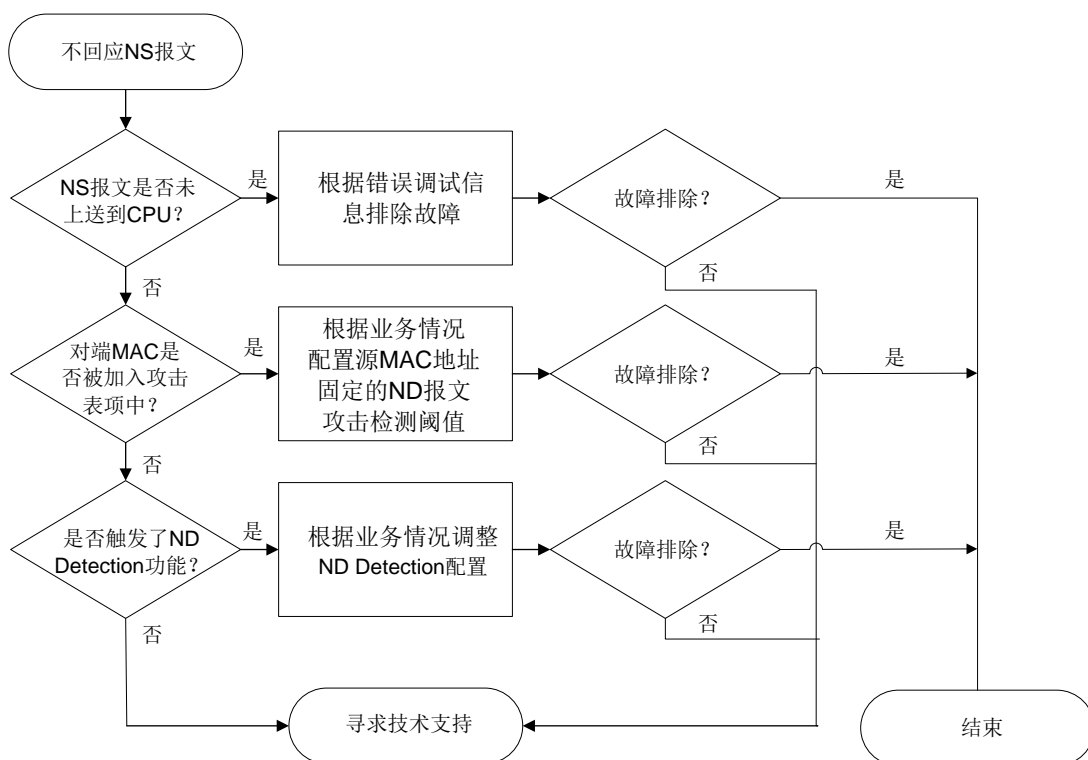 不回应NS报文
NS报文是否未
上送到CPU？
是
根据错误调试信
息排除故障
故障排除？
是
否
否
对端MAC是
否被加入攻击
表项中？
是
根据业务情况
配置源MAC地址
固定的ND报文
攻击检测阈值
故障排除？
是
否
否
是否触发了ND
Detection功能？
是
根据业务情况调整
ND Detection配置
故障排除？
是
否
否
寻求技术支持
结束